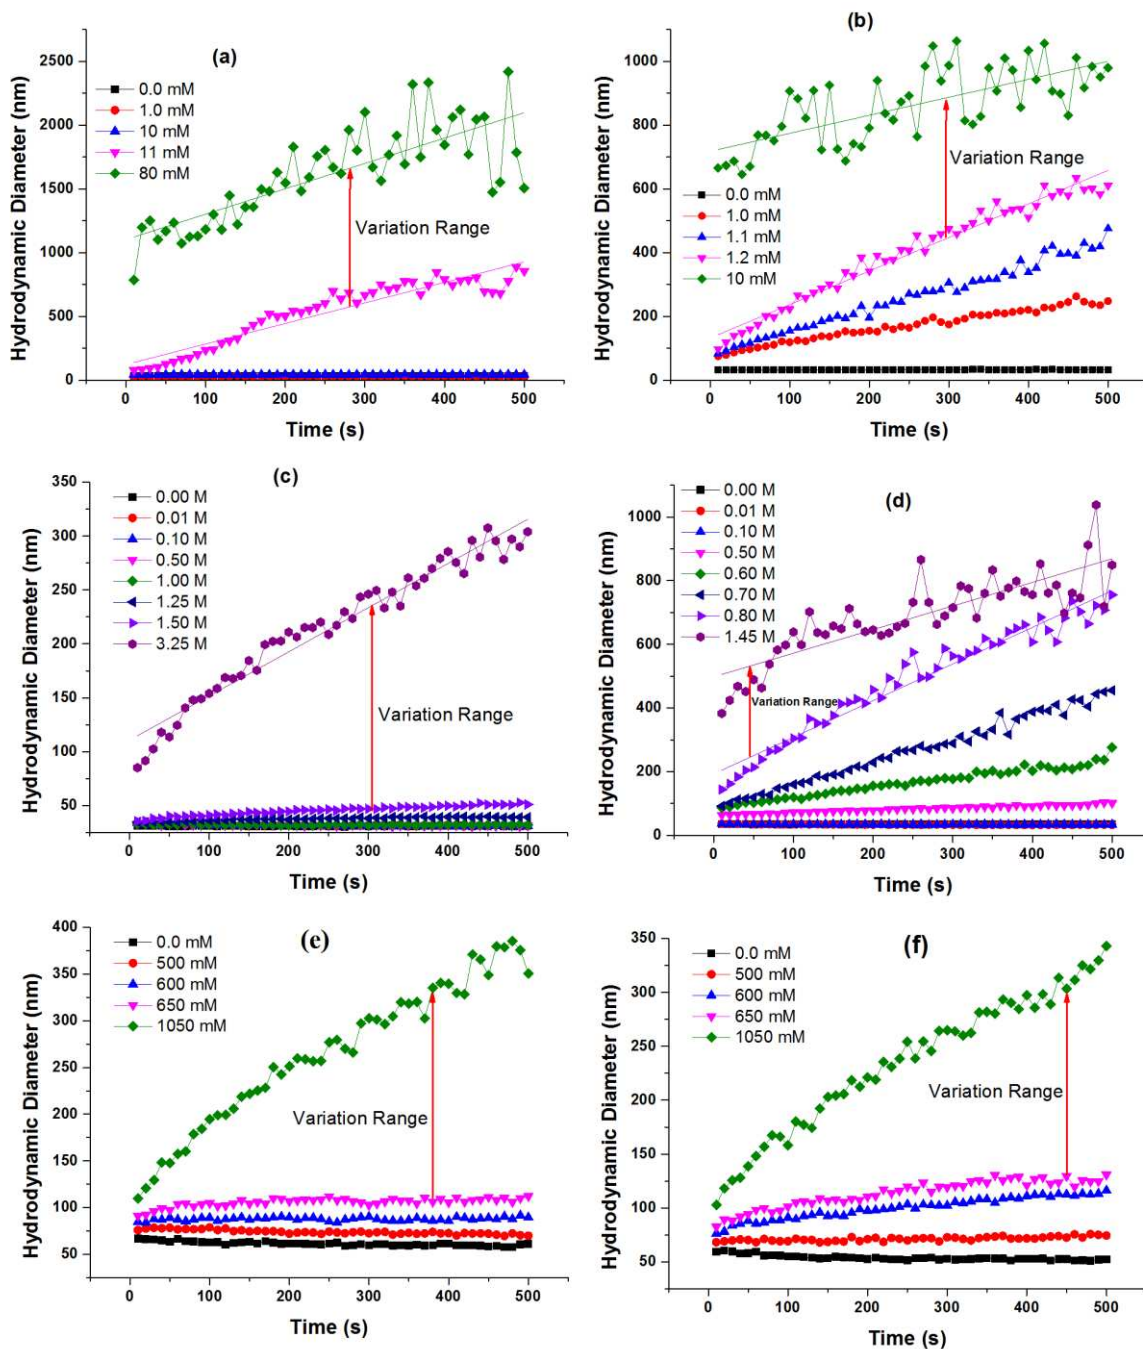 (a)
Hydrodynamic Diameter (nm)
2500
2000
1500
1000
500
0
0.0 mM
1.0 mM
10 mM
11 mM
80 mM
Variation Range
0 100 200 300 400 500
Time (s)
(b)
Hydrodynamic Diameter (nm)
1000
800
600
400
200
0
Variation Range
0.0 mM
1.0 mM
1.1 mM
1.2 mM
10 mM
0 100 200 300 400 500
Time (s)
(c)
Hydrodynamic Diameter (nm)
350
300
250
200
150
100
50
0.00 M
0.01 M
0.10 M
0.50 M
1.00 M
1.25 M
1.50 M
3.25 M
Variation Range
0 100 200 300 400 500
Time (s)
(d)
Hydrodynamic Diameter (nm)
1000
800
600
400
200
0
0.00 M
0.01 M
0.10 M
0.50 M
0.60 M
0.70 M
0.80 M
1.45 M
Variation Range
0 100 200 300 400 500
Time (s)
(e)
Hydrodynamic Diameter (nm)
400
350
300
250
200
150
100
50
0.0 mM
500 mM
600 mM
650 mM
1050 mM
Variation Range
0 100 200 300 400 500
Time (s)
(f)
Hydrodynamic Diameter (nm)
350
300
250
200
150
100
50
0.0 mM
500 mM
600 mM
650 mM
1050 mM
Variation Range
0 100 200 300 400 500
Time (s)